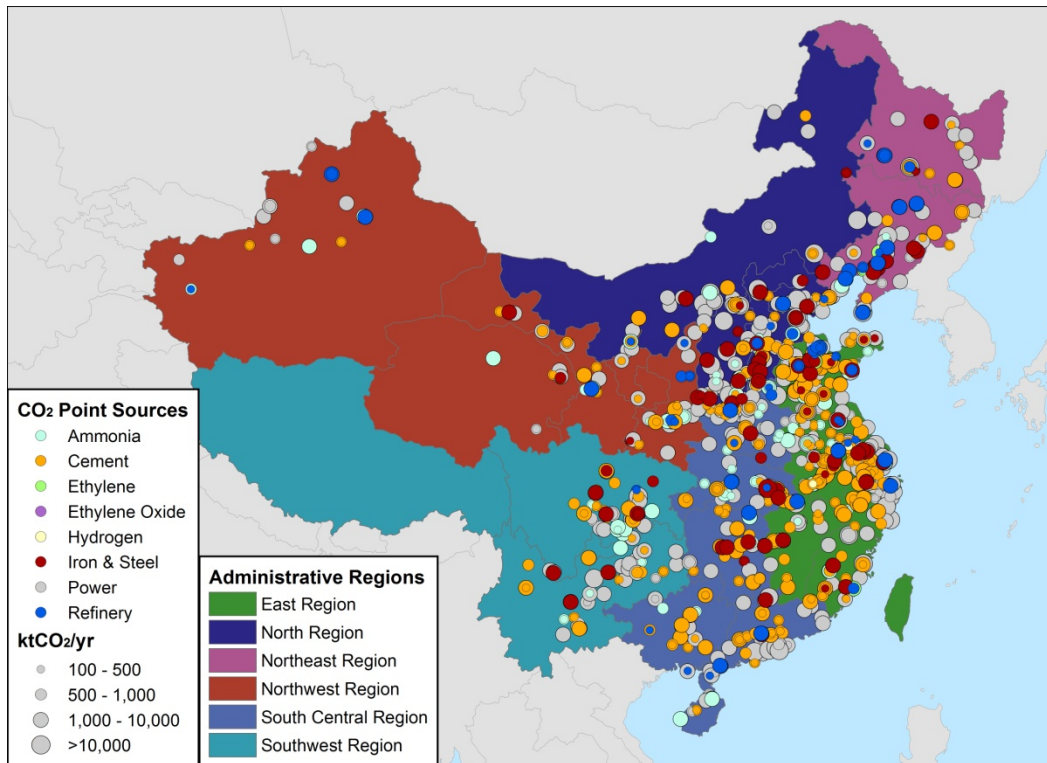 CO₂ Point Sources
Ammonia
Cement
Ethylene
Ethylene Oxide
Hydrogen
Iron & Steel
Power
Refinery
ktCO₂/yr
100 - 500
500 - 1,000
1,000 - 10,000
>10,000
Administrative Regions
East Region
North Region
Northeast Region
Northwest Region
South Central Region
Southwest Region